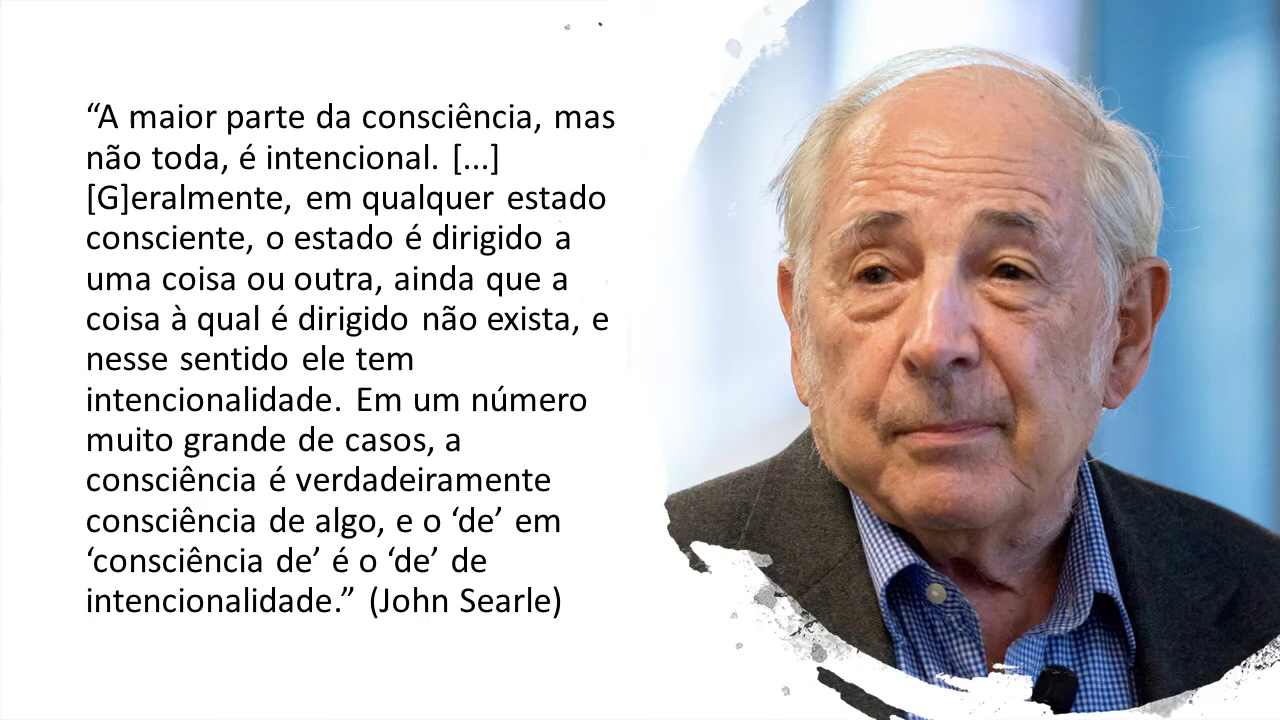 “A maior parte da consciência, mas
não toda, é intencional. [...]
[G]eralmente, em qualquer estado
consciente, o estado é dirigido a
uma coisa ou outra, ainda que a
coisa à qual é dirigido não exista, e
nesse sentido ele tem
intencionalidade. Em um número
muito grande de casos, a
consciência é verdadeiramente
consciência de algo, e o ‘de’ em
‘consciência de’ é o ‘de’ de
intencionalidade.” (John Searle)